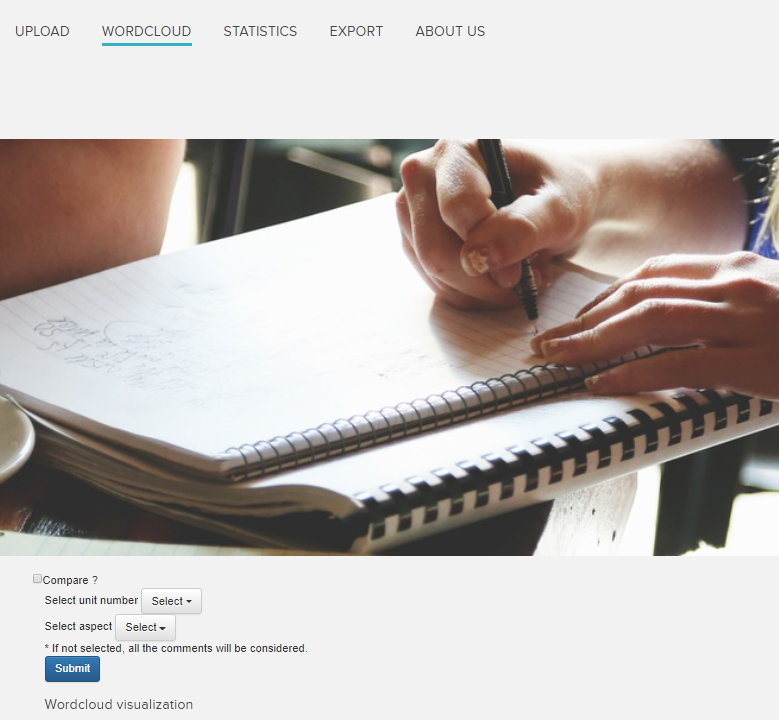 UPLOAD WORDCLOUD STATISTICS EXPORT ABOUT US
Compare ?
Select unit number Select
Select aspect Select
* If not selected, all the comments will be considered.
Submit
Wordcloud visualization